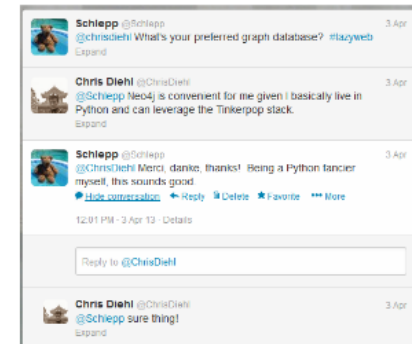 Schlepp @Schlepp 3 Apr
@chrisdiehl What's your preferred graph database? #lazyweb
Expand
Chris Diehl @ChrisDiehl 3 Apr
@Schlepp Neo4j is convenient for me given I basically live in
Python and can leverage the Tinkerpop stack.
Expand
Schlepp @Schlepp 3 Apr
@ChrisDiehl Merci, danke, thanks! Being a Python fancier
myself, this sounds good.
Hide conversation Reply Delete Favorite More
12:01 PM - 3 Apr 13 · Details
Reply to @ChrisDiehl
Chris Diehl @ChrisDiehl 3 Apr
@Schlepp sure thing!
Expand